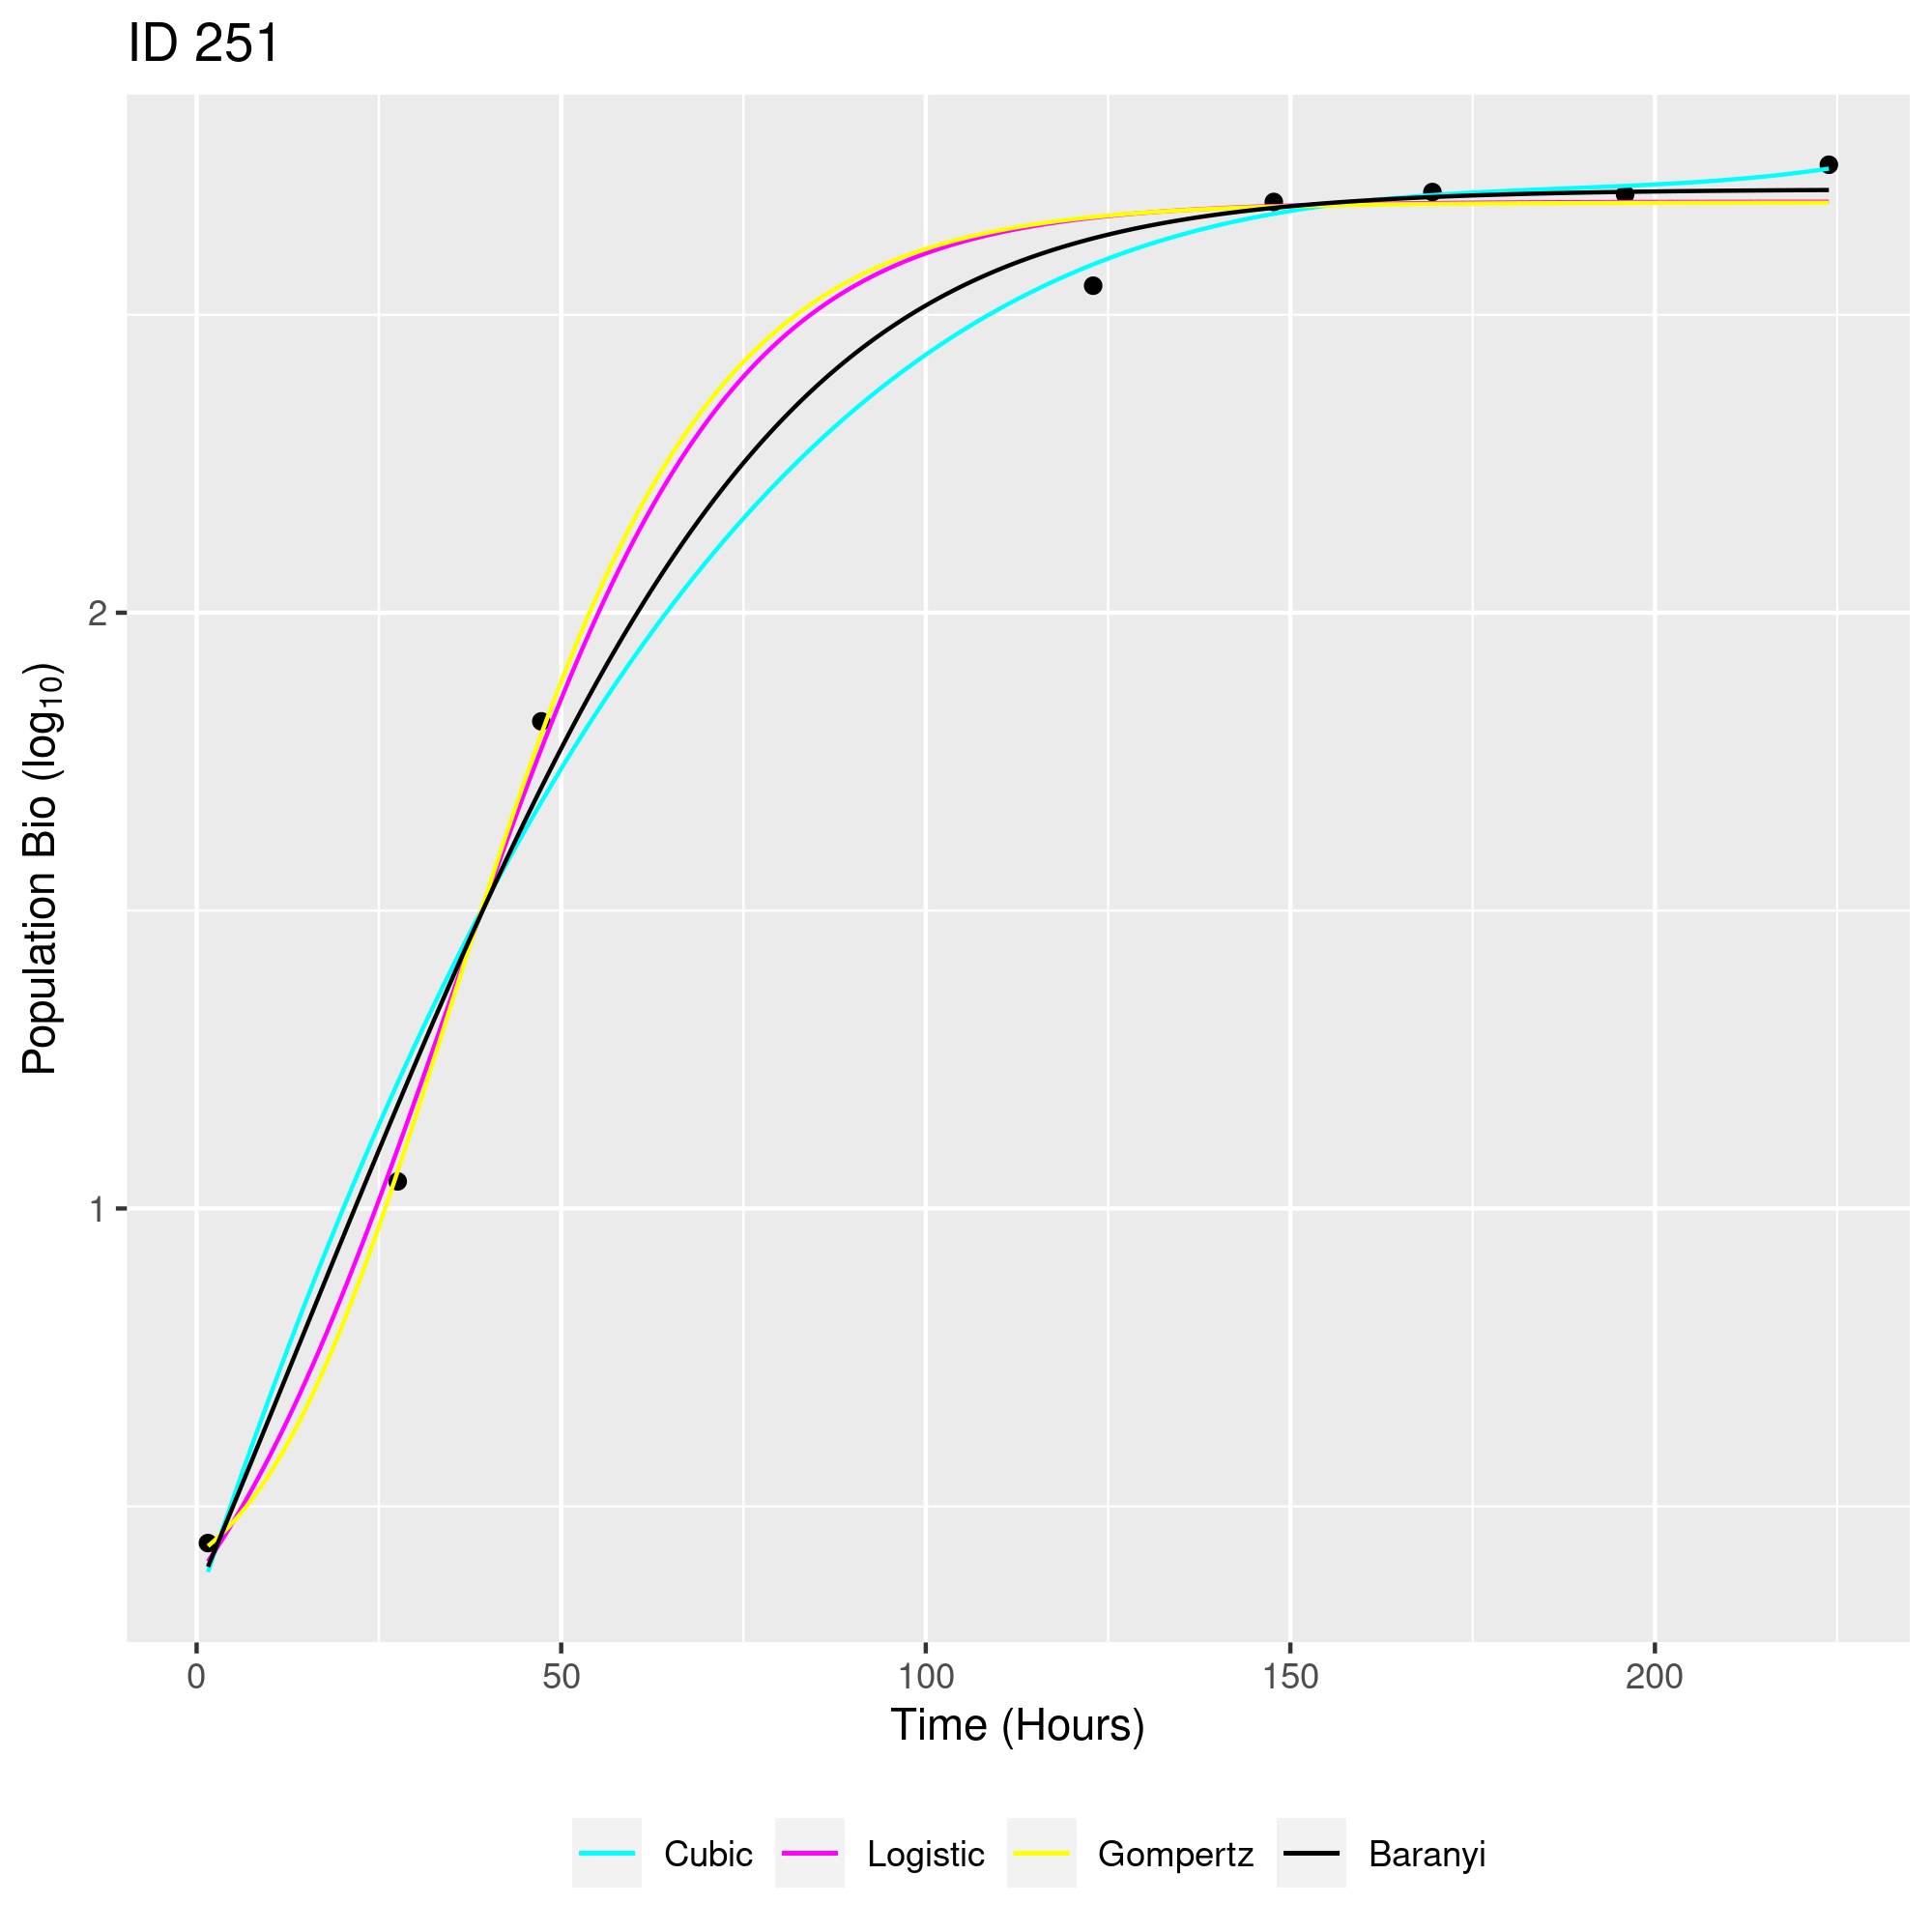 ID 251
Population Bio (log₁₀)
2
1
0 50 100 150 200
Time (Hours)
Cubic Logistic Gompertz Baranyi